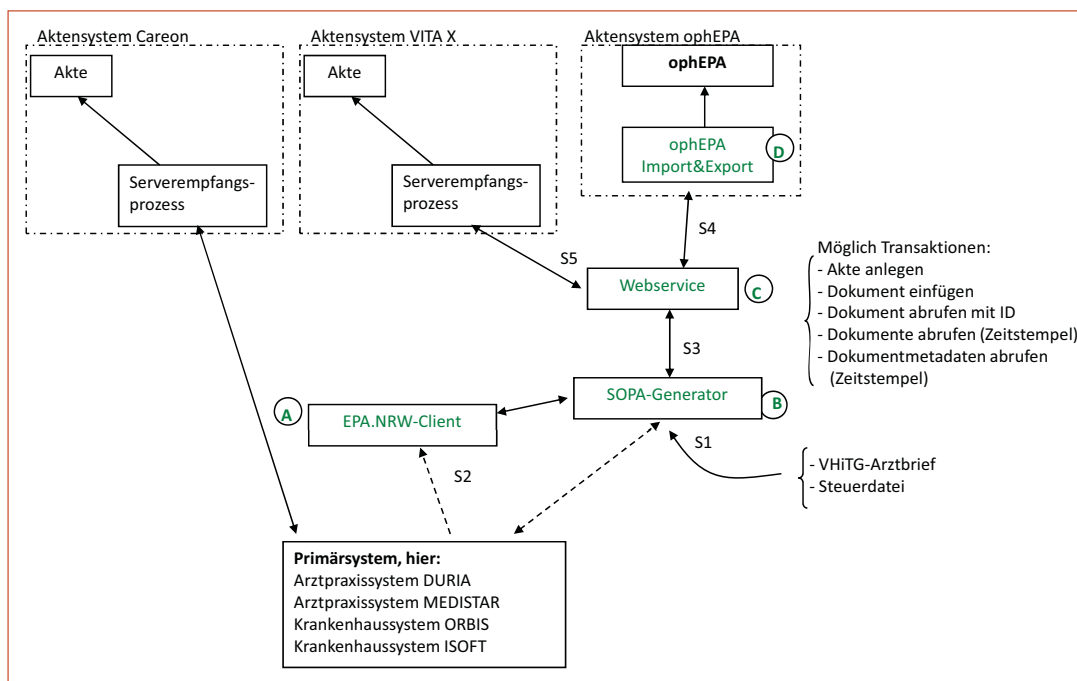 Aktensystem Careon
Aktensystem VITA X
Aktensystem ophEPA
Akte
Akte
ophEPA
ophEPA
Import&Export
D
Serverempfangs-
prozess
Serverempfangs-
prozess
S4
S5
Webservice
C
Möglich Transaktionen:
- Akte anlegen
- Dokument einfügen
- Dokument abrufen mit ID
- Dokumente abrufen (Zeitstempel)
- Dokumentmetadaten abrufen
(Zeitstempel)
S3
SOPA-Generator
B
A
EPA.NRW-Client
S1
S2
- VHiTG-Arztbrief
- Steuerdatei
Primärsystem, hier:
Arztpraxissystem DURIA
Arztpraxissystem MEDISTAR
Krankenhaussystem ORBIS
Krankenhaussystem ISOFT